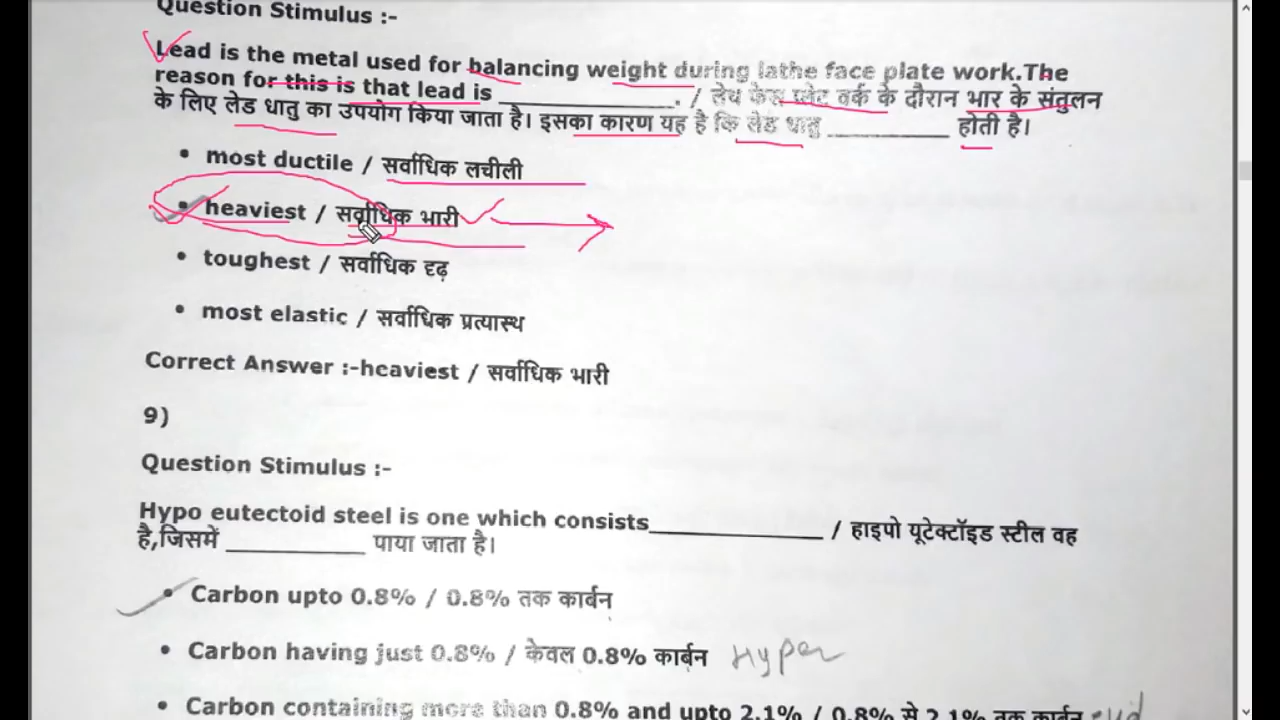 Question Stimulus :-
Lead is the metal used for balancing weight during lathe face plate work.The
reason for this is that lead is ____________. / लेथ फेस प्लेट वर्क के दौरान भार के संतुलन
के लिए लेड धातु का उपयोग किया जाता है। इसका कारण यह है कि लेड धातु ____________ होती है।
• most ductile / सर्वाधिक लचीली
• heaviest / सर्वाधिक भारी
• toughest / सर्वाधिक दृढ़
• most elastic / सर्वाधिक प्रत्यास्थ
Correct Answer :-heaviest / सर्वाधिक भारी
9)
Question Stimulus :-
Hypo eutectoid steel is one which consists____________ / हाइपो यूटेक्टॉइड स्टील वह
है,जिसमें ____________ पाया जाता है।
• Carbon upto 0.8% / 0.8% तक कार्बन
• Carbon having just 0.8% / केवल 0.8% कार्बन Hyper
• Carbon containing more than 0.8% and upto 2.1% / 0.8% से 2.1% तक कार्बन